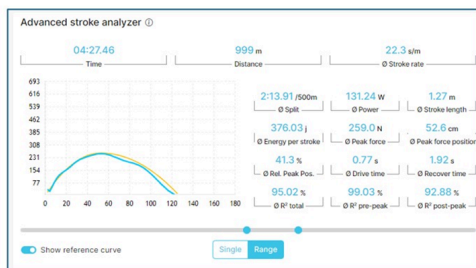 Advanced stroke analyzer ⓘ
04:27.46 999 m 22.3 s/m
Time Distance Ø Stroke rate
693
616
539
462
385
308
231
154
77
0 20 40 60 80 100 120 140 160 180
2:13.91 /500m 131.24 W 1.27 m
Ø Split Ø Power Ø Stroke length
376.03 j 259.0 N 52.6 cm
Ø Energy per stroke Ø Peak force Ø Peak force position
41.3 % 0.77 s 1.92 s
Ø Rel. Peak Pos. Ø Drive time Ø Recover time
95.02 % 99.03 % 92.88 %
Ø R² total Ø R² pre-peak Ø R² post-peak
Show reference curve Single Range